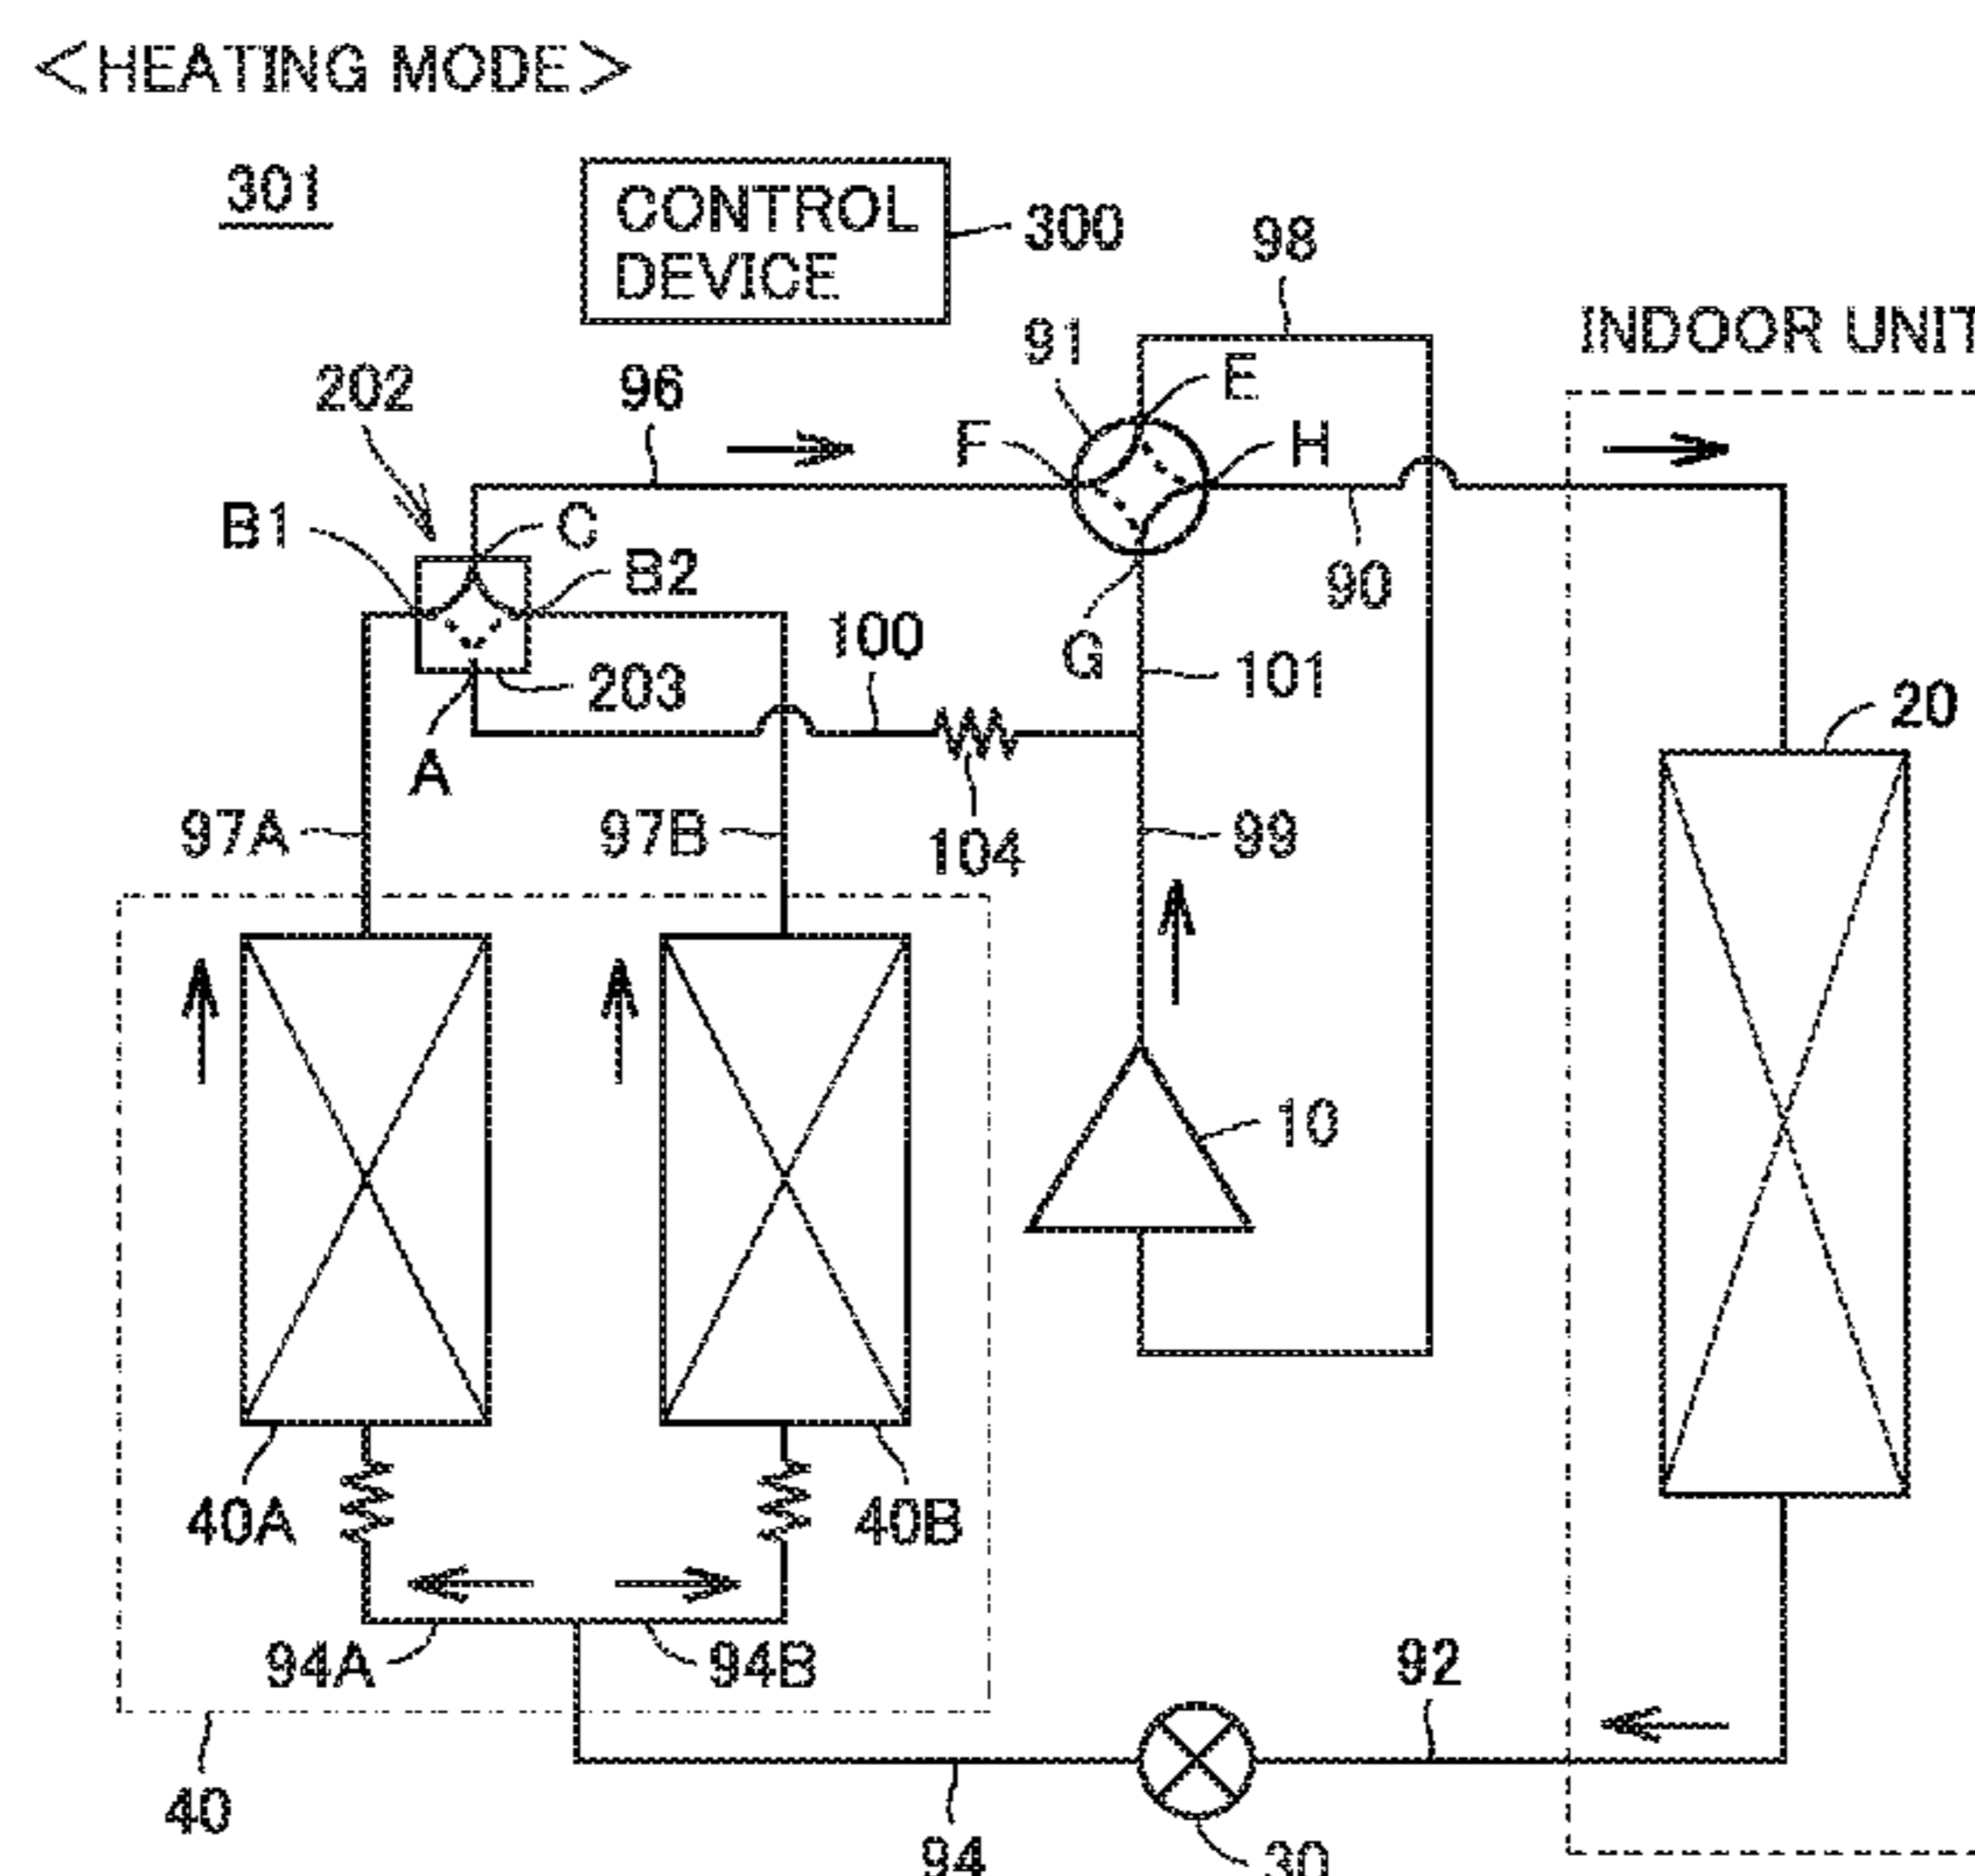 <HEATING MODE>
301
CONTROL
DEVICE
300
98
91
E
INDOOR UNIT
202
96
F
H
B1
C
B2
90
100
G
101
203
20
A
97A
97B
104
99
10
40A
40B
94A
94B
92
40
94
30